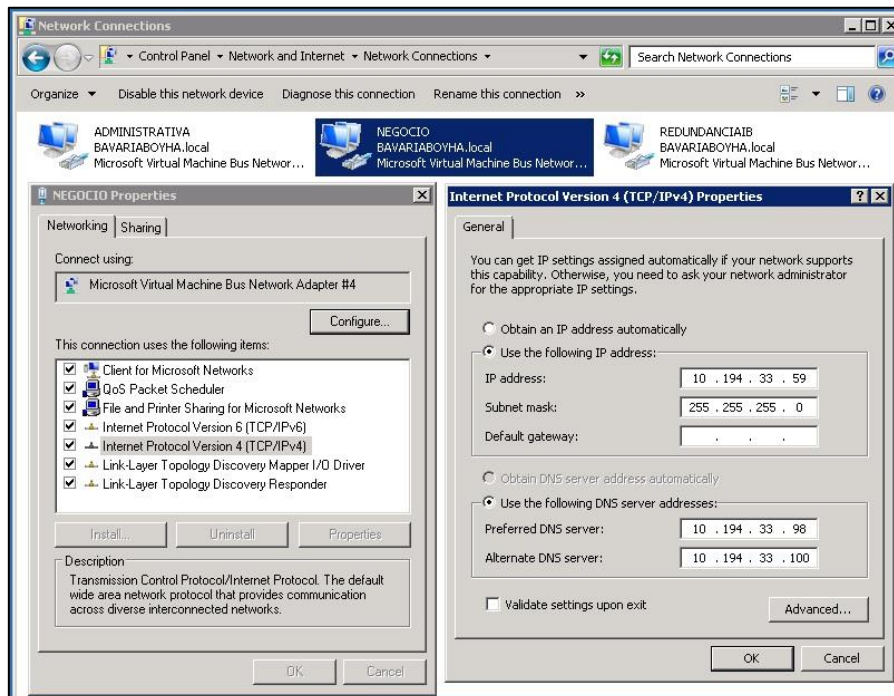 Network Connections
Control Panel Network and Internet Network Connections
Search Network Connections
Organize Disable this network device Diagnose this connection Rename this connection »
ADMINISTRATIVA
BAVARIABOYHA.local
Microsoft Virtual Machine Bus Networ...
NEGOCIO
BAVARIABOYHA.local
Microsoft Virtual Machine Bus Networ...
REDUNDANCIAIB
BAVARIABOYHA.local
Microsoft Virtual Machine Bus Networ...
NEGOCIO Properties
Networking Sharing
Connect using:
Microsoft Virtual Machine Bus Network Adapter #4
Configure...
This connection uses the following items:
Client for Microsoft Networks
QoS Packet Scheduler
File and Printer Sharing for Microsoft Networks
Internet Protocol Version 6 (TCP/IPv6)
Internet Protocol Version 4 (TCP/IPv4)
Link-Layer Topology Discovery Mapper I/O Driver
Link-Layer Topology Discovery Responder
Install... Uninstall Properties
Description
Transmission Control Protocol/Internet Protocol. The default
wide area network protocol that provides communication
across diverse interconnected networks.
OK Cancel
Internet Protocol Version 4 (TCP/IPv4) Properties
General
You can get IP settings assigned automatically if your network supports
this capability. Otherwise, you need to ask your network administrator
for the appropriate IP settings.
Obtain an IP address automatically
Use the following IP address:
IP address: 10 . 194 . 33 . 59
Subnet mask: 255 . 255 . 255 . 0
Default gateway: . . .
Obtain DNS server address automatically
Use the following DNS server addresses:
Preferred DNS server: 10 . 194 . 33 . 98
Alternate DNS server: 10 . 194 . 33 . 100
Validate settings upon exit
Advanced...
OK Cancel